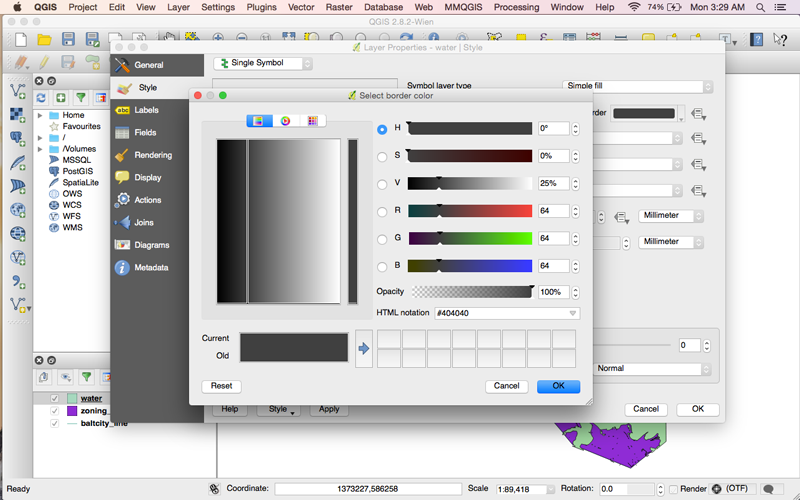 QGIS Project Edit View Layer Settings Plugins Vector Raster Database Web MMQGIS Processing Window Help 74% Mon 3:29 AM
QGIS 2.8.2-Wien
Layer Properties - water | Style
General
Single Symbol
Style
Symbol layer type
Simple fill
Select border color
Labels
abc
Home
Favourites
/
/Volumes
MSSQL
PostGIS
SpatiaLite
OWS
WCS
WFS
WMS
Fields
Rendering
Display
Actions
Joins
Diagrams
Metadata
H 0°
S 0%
V 25%
R 64
G 64
B 64
Opacity 100%
HTML notation #404040
Current
Old
Reset
Cancel
OK
Millimeter
Millimeter
0
Normal
Help
Style
Apply
Cancel
OK
water
zoning_
baltcity_line
Ready
Coordinate: 1373227,586258
Scale 1:89,418
Rotation: 0.0
Render
(OTF)